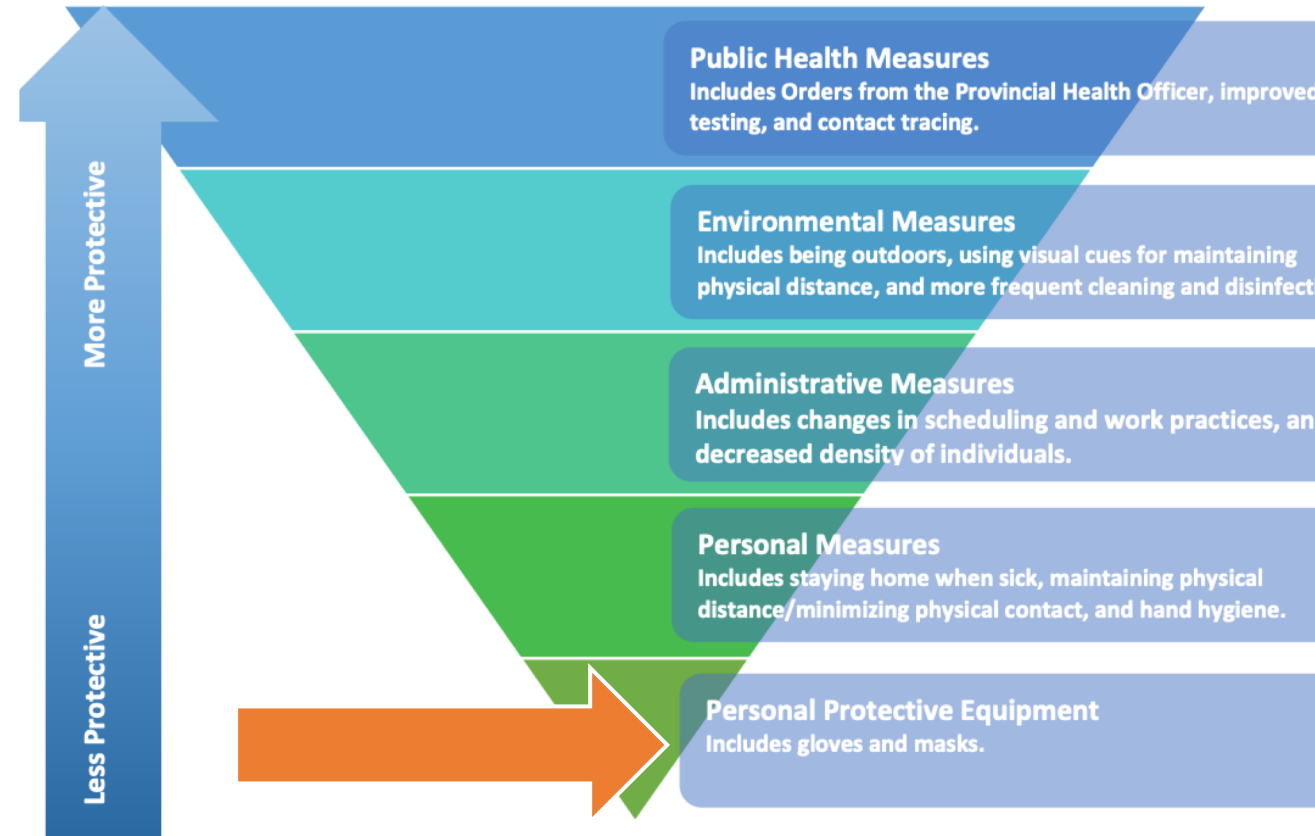 More Protective
Less Protective
Public Health Measures
Includes Orders from the Provincial Health Officer, improved
testing, and contact tracing.
Environmental Measures
Includes being outdoors, using visual cues for maintaining
physical distance, and more frequent cleaning and
Administrative Measures
Includes changes in scheduling and work practices,
decreased density of individuals.
Personal Measures
Includes staying home when sick, maintaining physical
distance/minimizing physical contact, and hand hygiene.
Personal Protective Equipment
Includes gloves and masks.